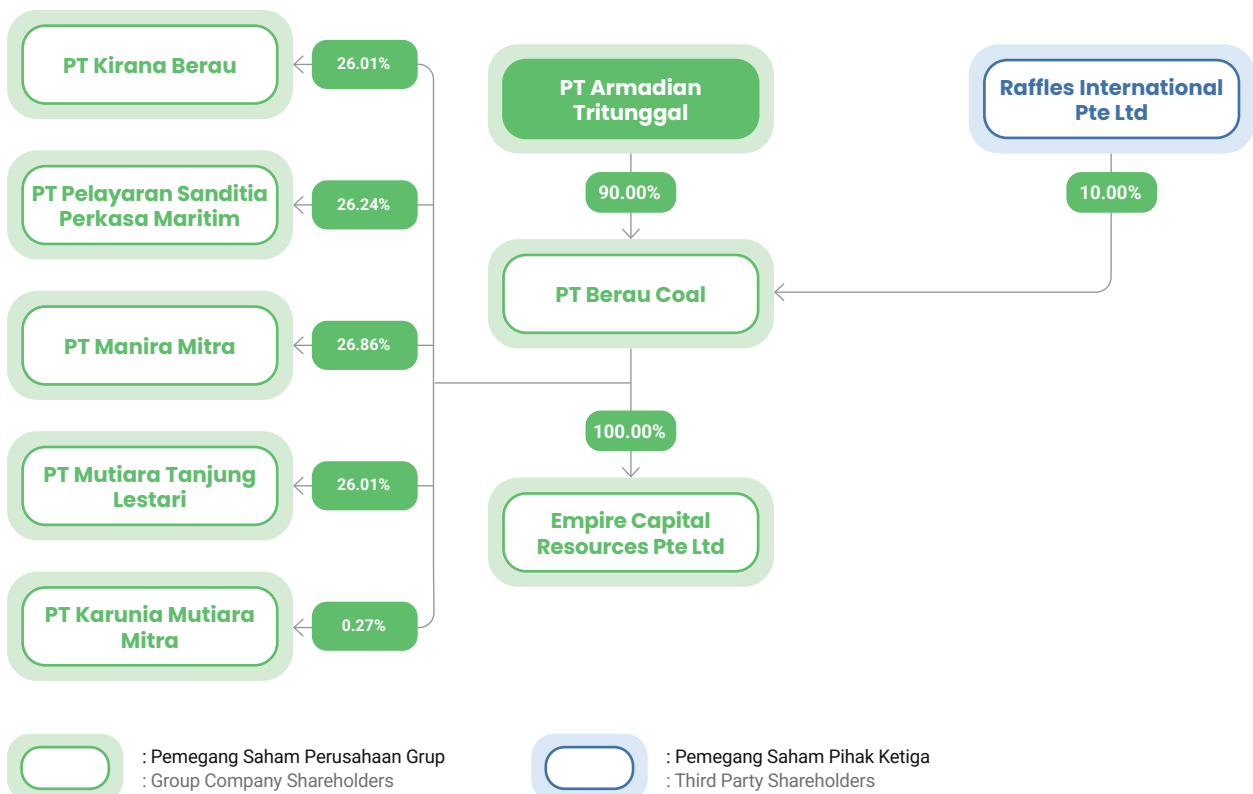 PT Kirana Berau
26.01%
PT Armadian
Tritunggal
Raffles International
Pte Ltd
90.00%
10.00%
PT Pelayaran Sanditia
Perkasa Maritim
26.24%
PT Berau Coal
PT Manira Mitra
26.86%
100.00%
PT Mutiara Tanjung
Lestari
26.01%
Empire Capital
Resources Pte Ltd
PT Karunia Mutiara
Mitra
0.27%
: Pemegang Saham Perusahaan Grup
: Group Company Shareholders
: Pemegang Saham Pihak Ketiga
: Third Party Shareholders